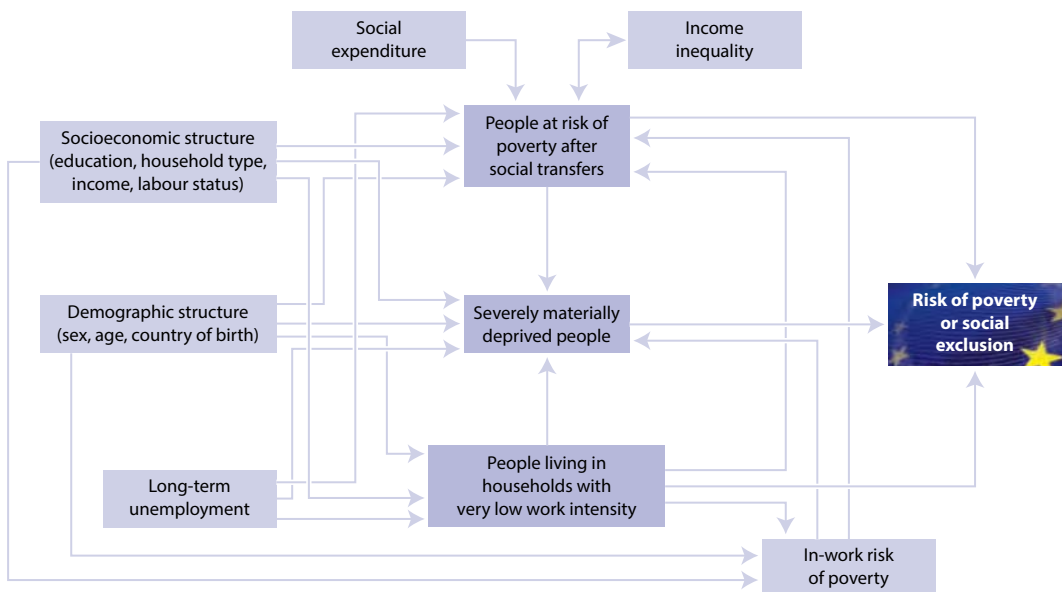 Social
expenditure
Income
inequality
Socioeconomic structure
(education, household type,
income, labour status)
People at risk of
poverty after
social transfers
Demographic structure
(sex, age, country of birth)
Severely materially
deprived people
Risk of poverty
or social
exclusion
Long-term
unemployment
People living in
households with
very low work intensity
In-work risk
of poverty